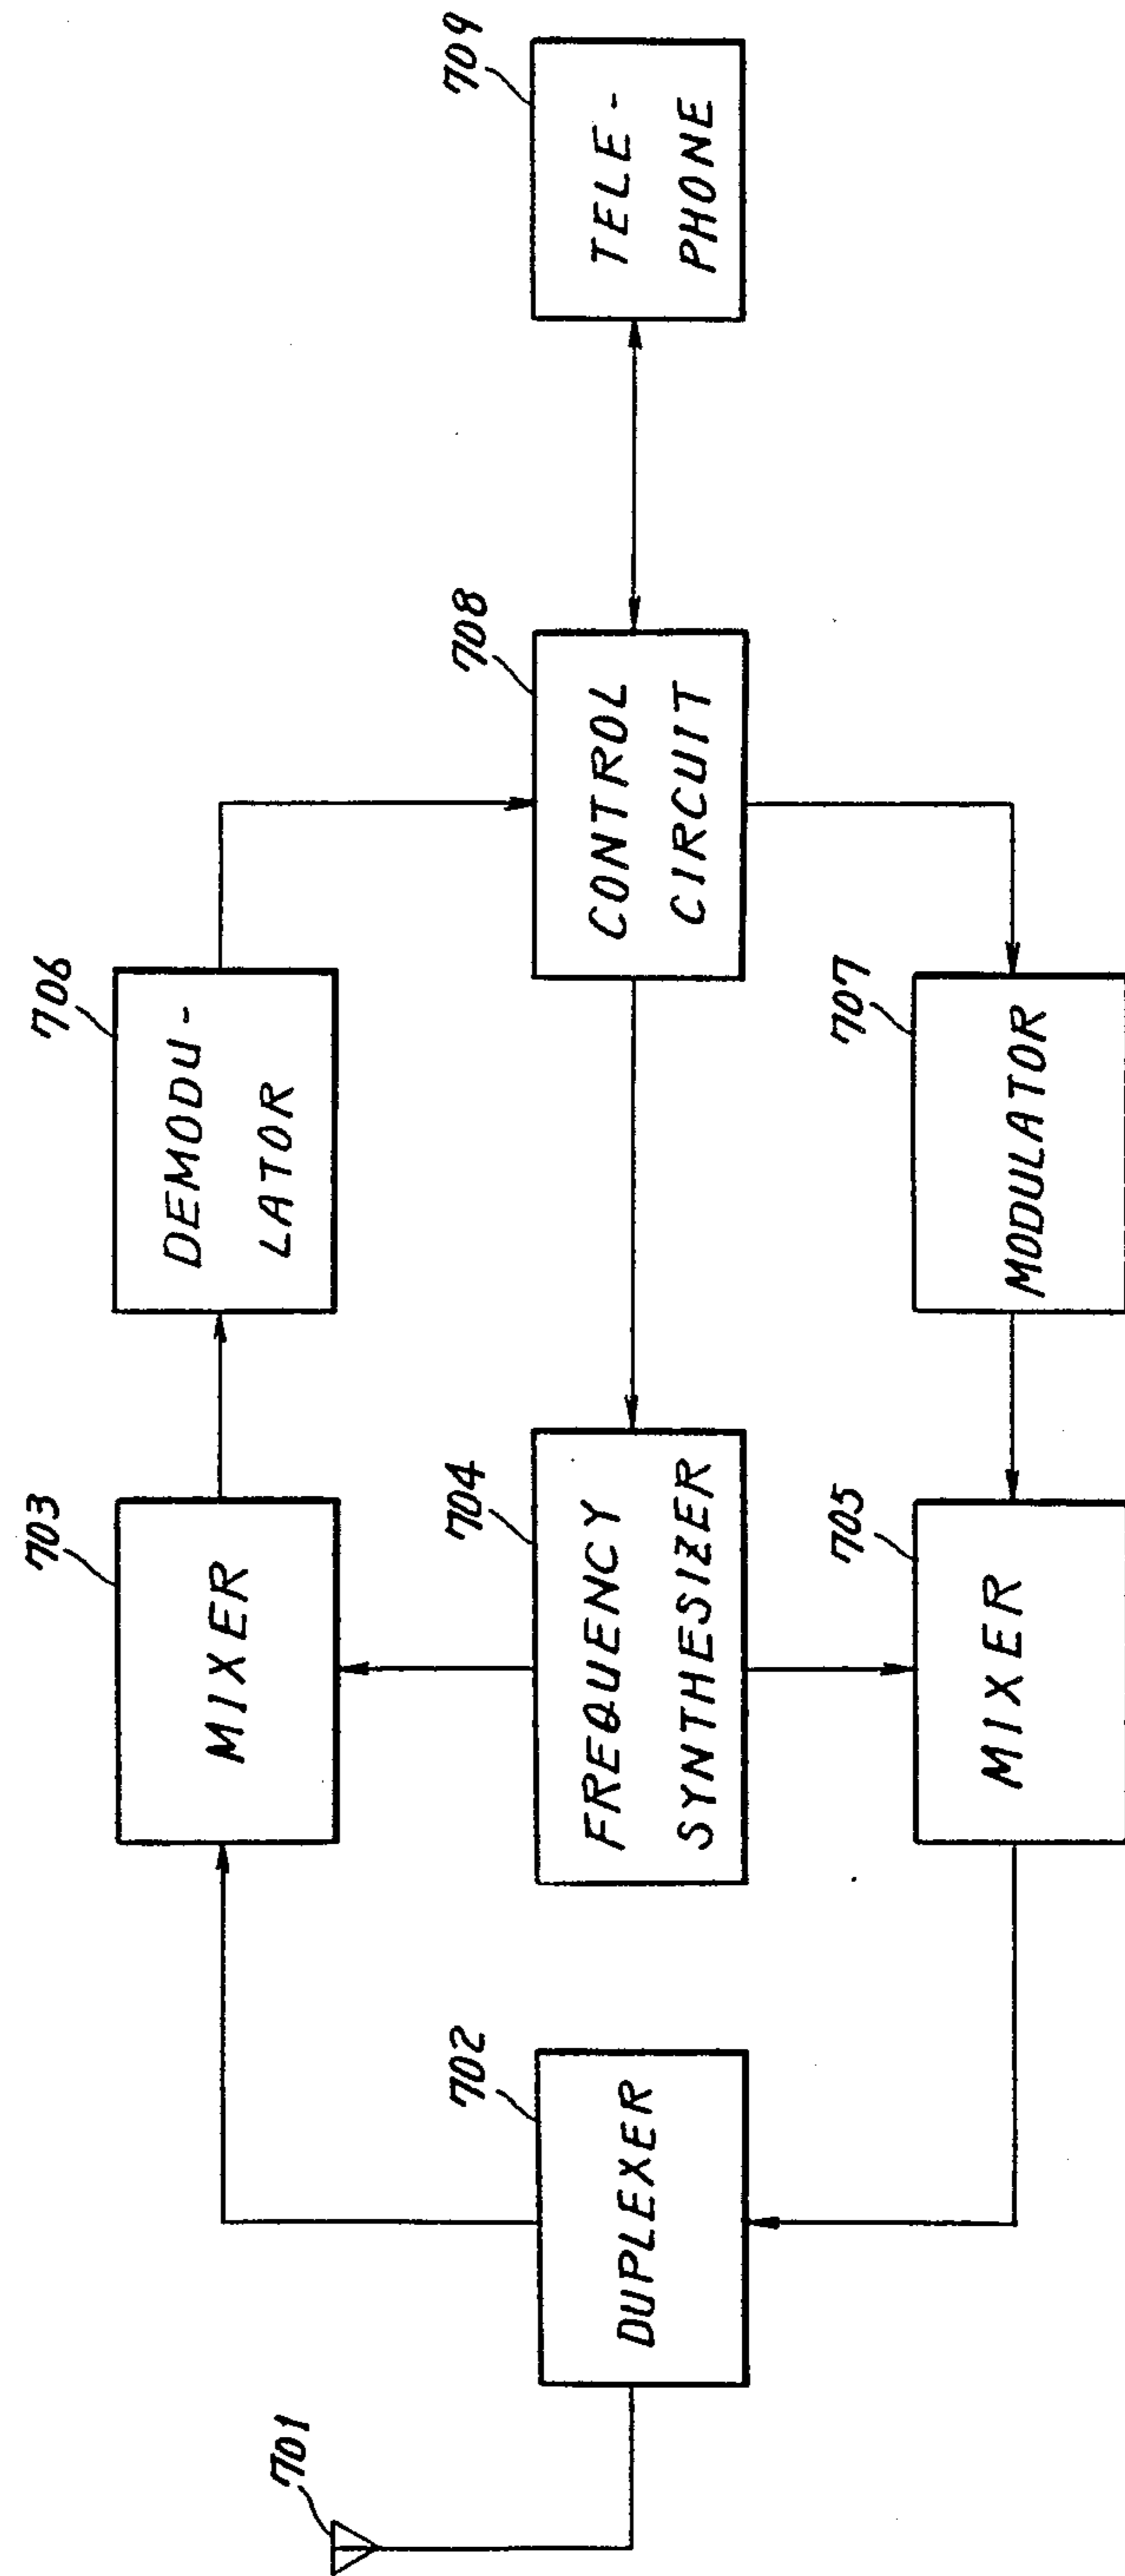 701
702
DUPLEXER
703
MIXER
704
FREQUENCY
SYNTHESIZER
705
MIXER
706
DEMODU-
LATOR
707
MODULATOR
708
CONTROL
CIRCUIT
709
TELE-
PHONE